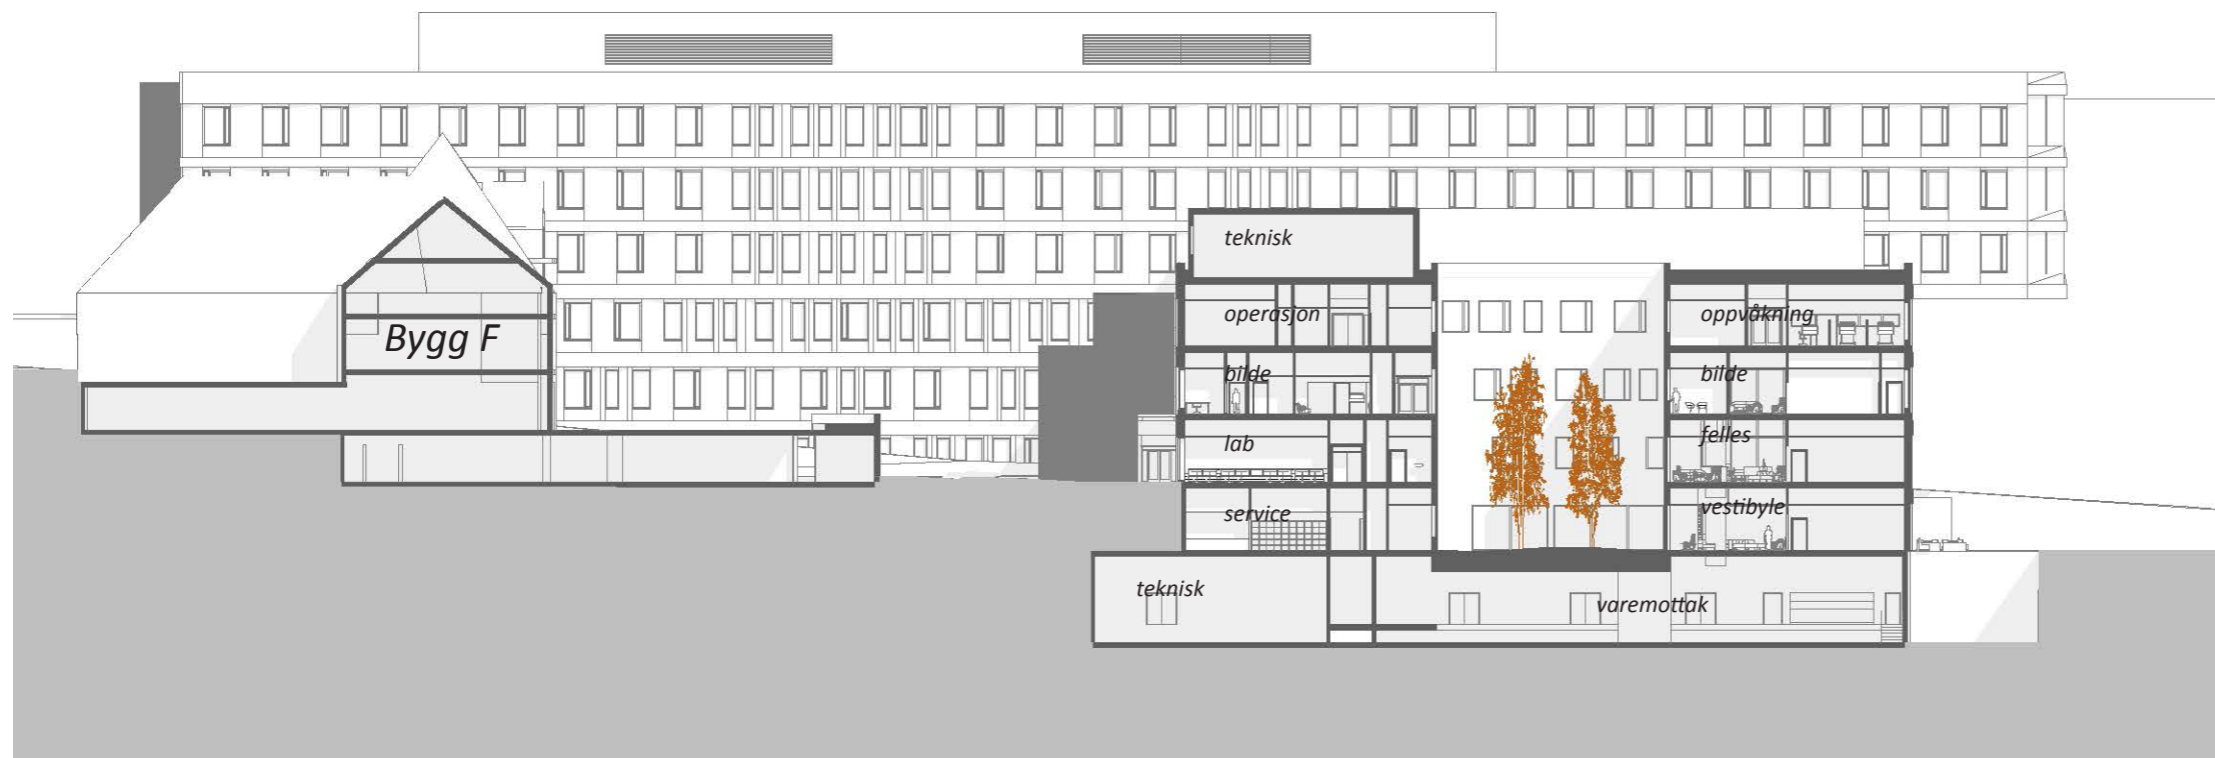 teknisk
operasjon
oppvåkning
Bygg F
bilde
bilde
lab
felles
service
vestibyle
teknisk
varemottak